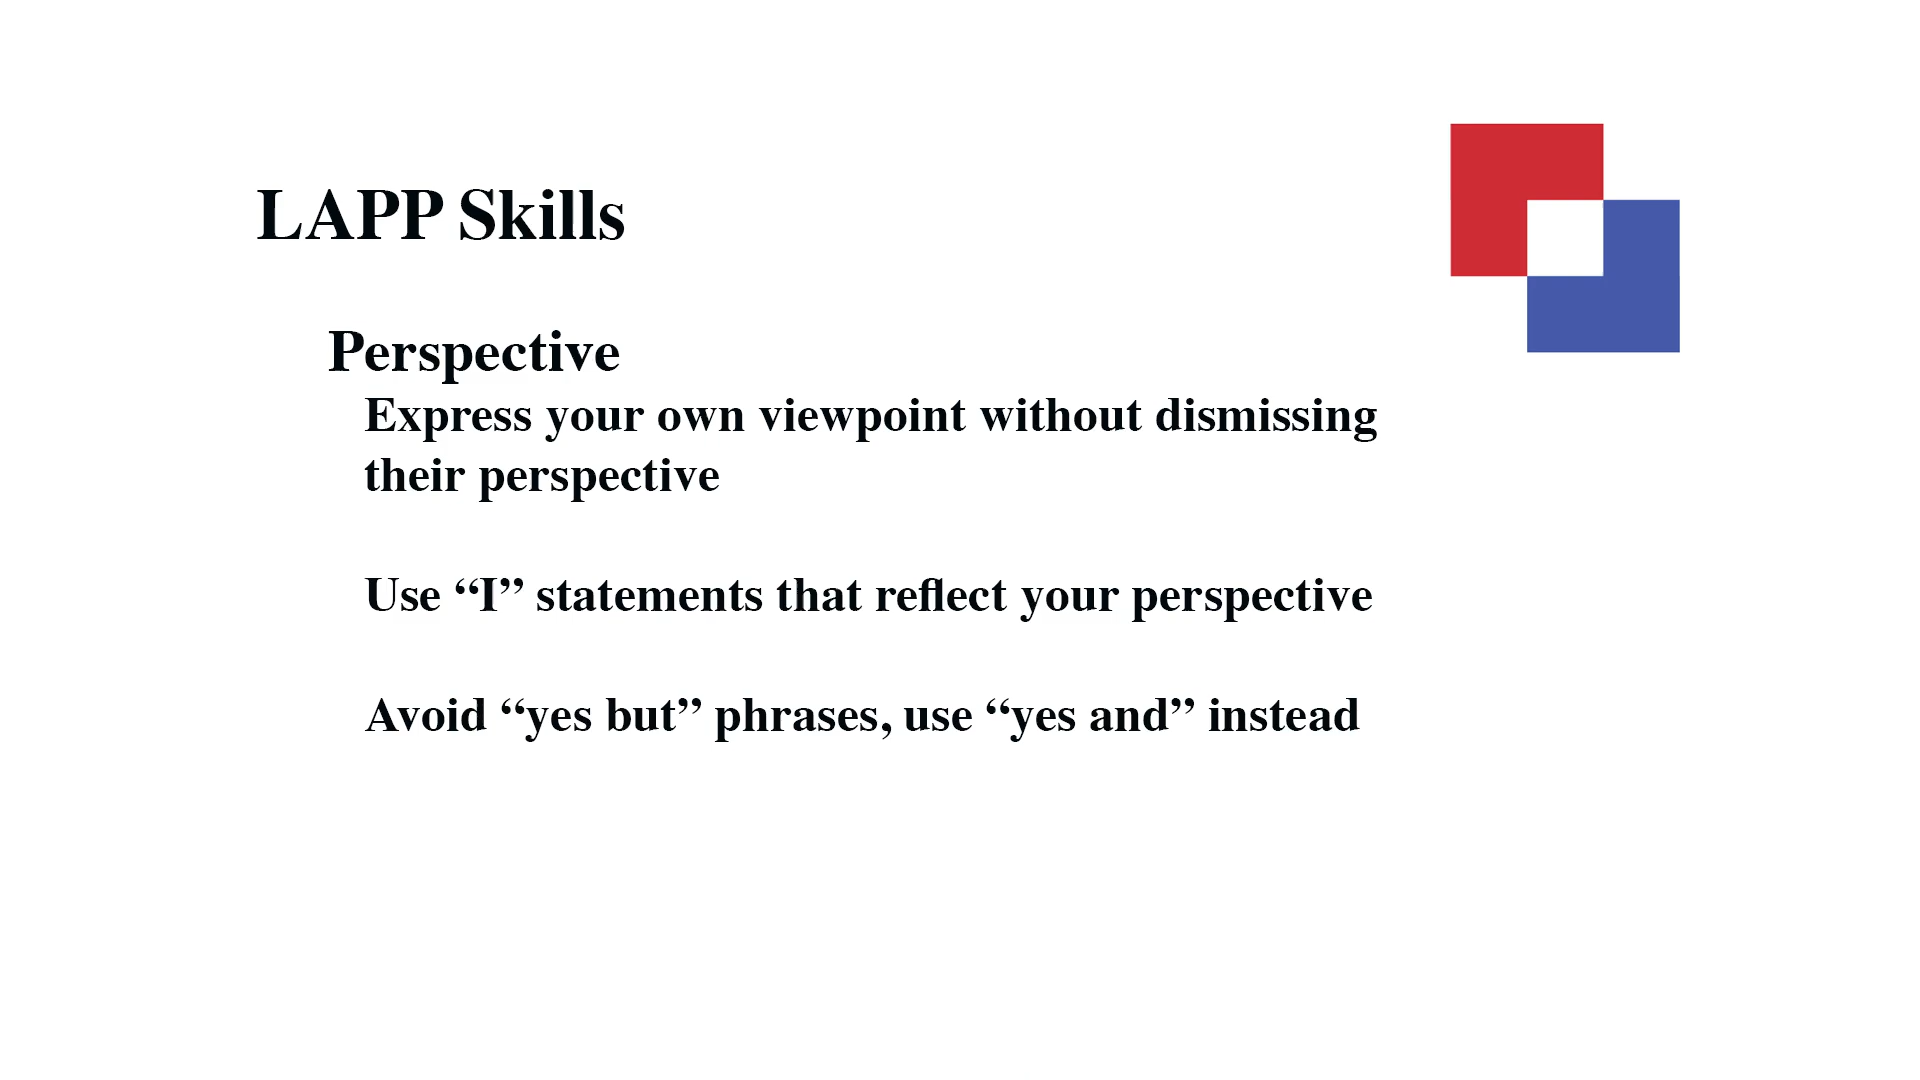 LAPP Skills
Perspective
Express your own viewpoint without dismissing
their perspective
Use “I” statements that reflect your perspective
Avoid “yes but” phrases, use “yes and” instead